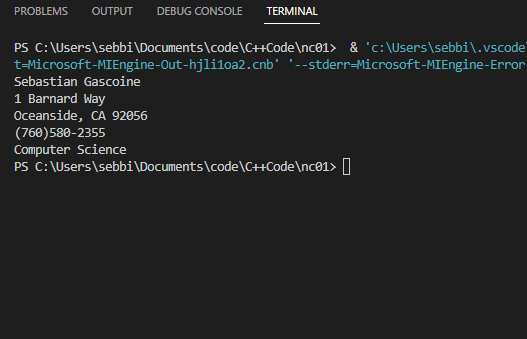 PROBLEMS OUTPUT DEBUG CONSOLE TERMINAL
PS C:\Users\sebbi\Documents\code\C++Code\nc01>  & 'c:\Users\sebbi\.vscode\
t=Microsoft-MIEngine-Out-hjli1oa2.cnb' '--stderr=Microsoft-MIEngine-Error-
Sebastian Gascoine
1 Barnard Way
Oceanside, CA 92056
(760)580-2355
Computer Science
PS C:\Users\sebbi\Documents\code\C++Code\nc01>